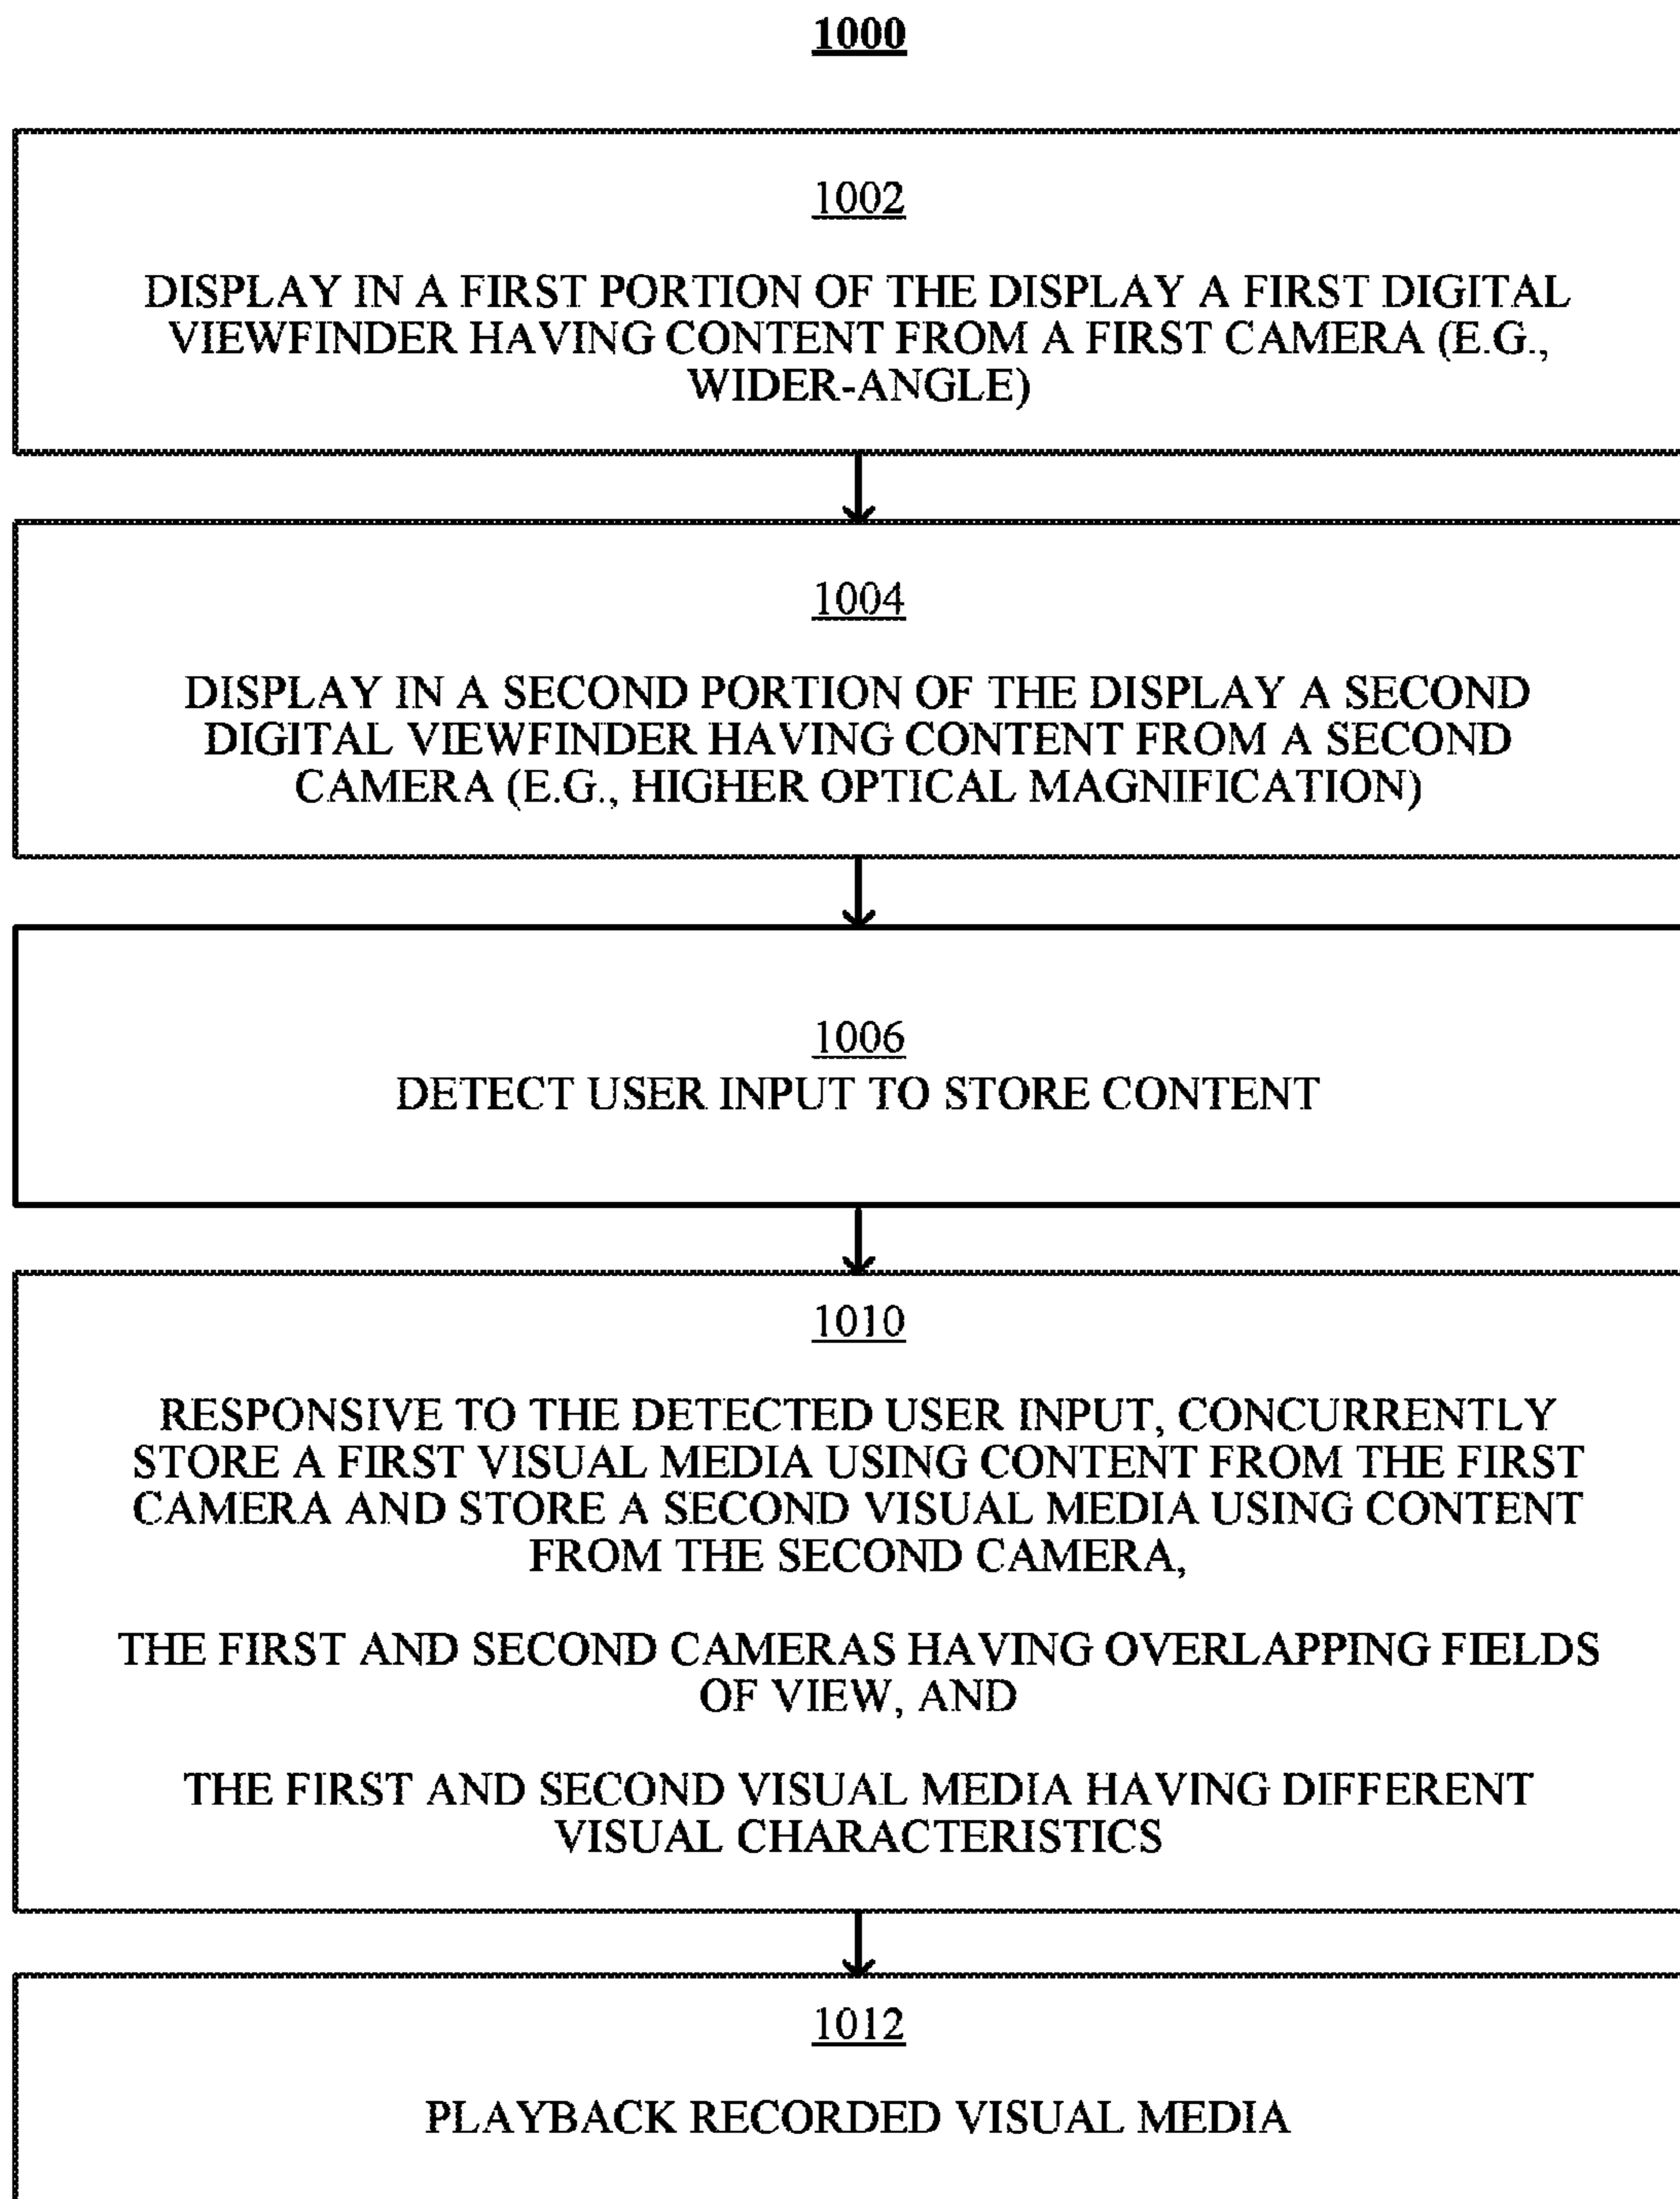 1000
1002
DISPLAY IN A FIRST PORTION OF THE DISPLAY A FIRST DIGITAL
VIEWFINDER HAVING CONTENT FROM A FIRST CAMERA (E.G.,
WIDER-ANGLE)
1004
DISPLAY IN A SECOND PORTION OF THE DISPLAY A SECOND
DIGITAL VIEWFINDER HAVING CONTENT FROM A SECOND
CAMERA (E.G., HIGHER OPTICAL MAGNIFICATION)
1006
DETECT USER INPUT TO STORE CONTENT
1010
RESPONSIVE TO THE DETECTED USER INPUT, CONCURRENTLY
STORE A FIRST VISUAL MEDIA USING CONTENT FROM THE FIRST
CAMERA AND STORE A SECOND VISUAL MEDIA USING CONTENT
FROM THE SECOND CAMERA,
THE FIRST AND SECOND CAMERAS HAVING OVERLAPPING FIELDS
OF VIEW, AND
THE FIRST AND SECOND VISUAL MEDIA HAVING DIFFERENT
VISUAL CHARACTERISTICS
1012
PLAYBACK RECORDED VISUAL MEDIA